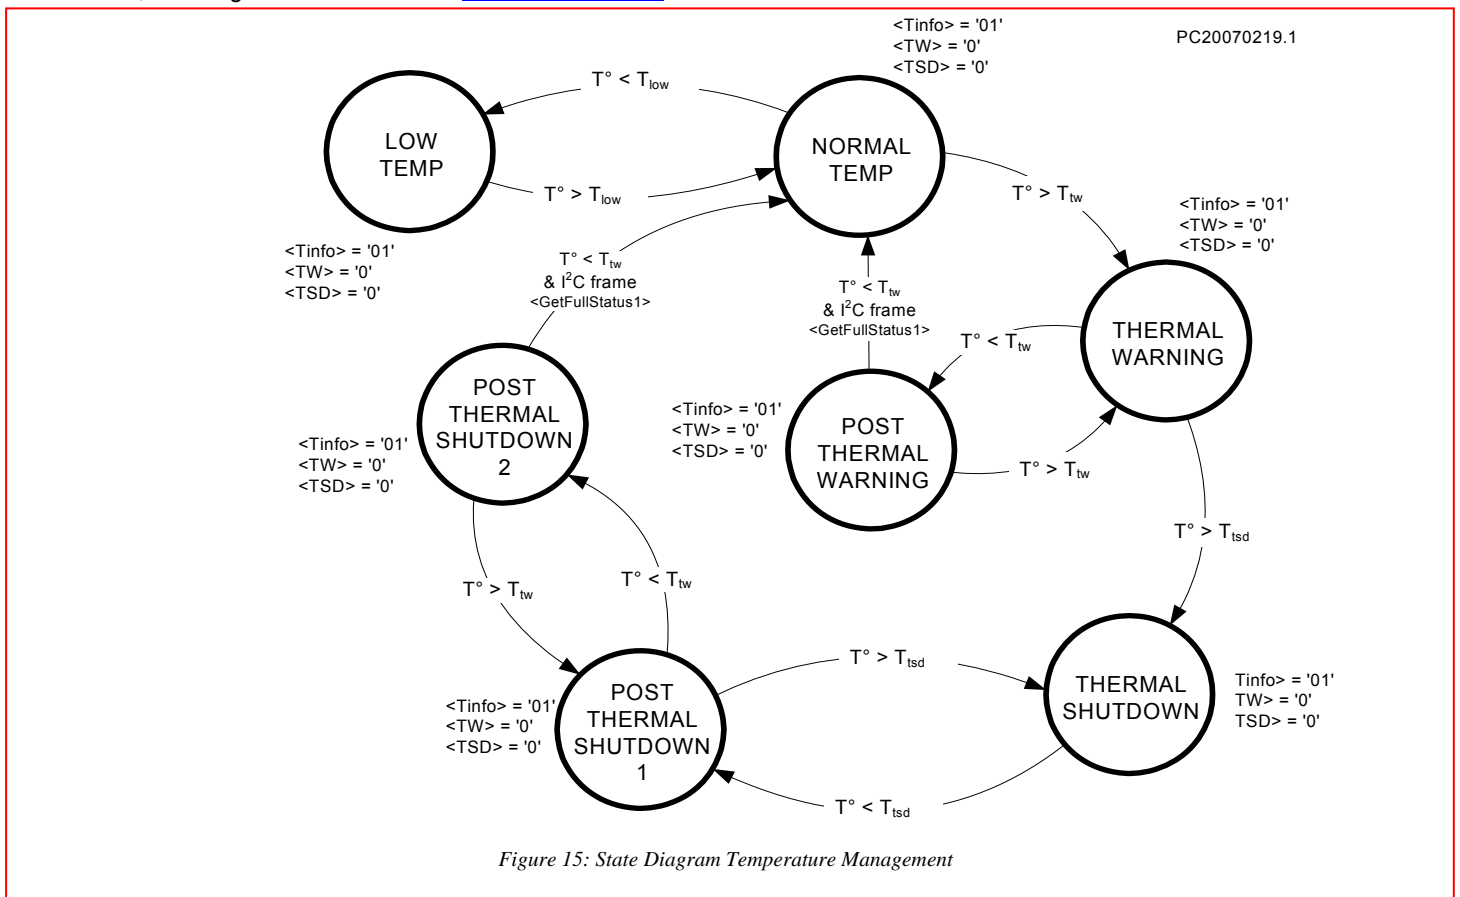 <Tinfo> = '01'
<TW> = '0'
<TSD> = '0'
PC20070219.1
T° < Tlow
LOW
TEMP
NORMAL
TEMP
T° > Tlow
T° > Ttw
<Tinfo> = '01'
<TW> = '0'
<TSD> = '0'
<Tinfo> = '01'
<TW> = '0'
<TSD> = '0'
T° < Ttw
& I2C frame
<GetFullStatus1>
T° < Ttw
& I2C frame
<GetFullStatus1>
THERMAL
WARNING
T° < Ttw
POST
THERMAL
SHUTDOWN
2
<Tinfo> = '01'
<TW> = '0'
<TSD> = '0'
<Tinfo> = '01'
<TW> = '0'
<TSD> = '0'
POST
THERMAL
WARNING
T° > Ttw
T° > Ttsd
T° > Ttw
T° < Ttw
T° > Ttsd
<Tinfo> = '01'
<TW> = '0'
<TSD> = '0'
POST
THERMAL
SHUTDOWN
1
THERMAL
SHUTDOWN
Tinfo> = '01'
TW> = '0'
TSD> = '0'
T° < Ttsd
Figure 15: State Diagram Temperature Management